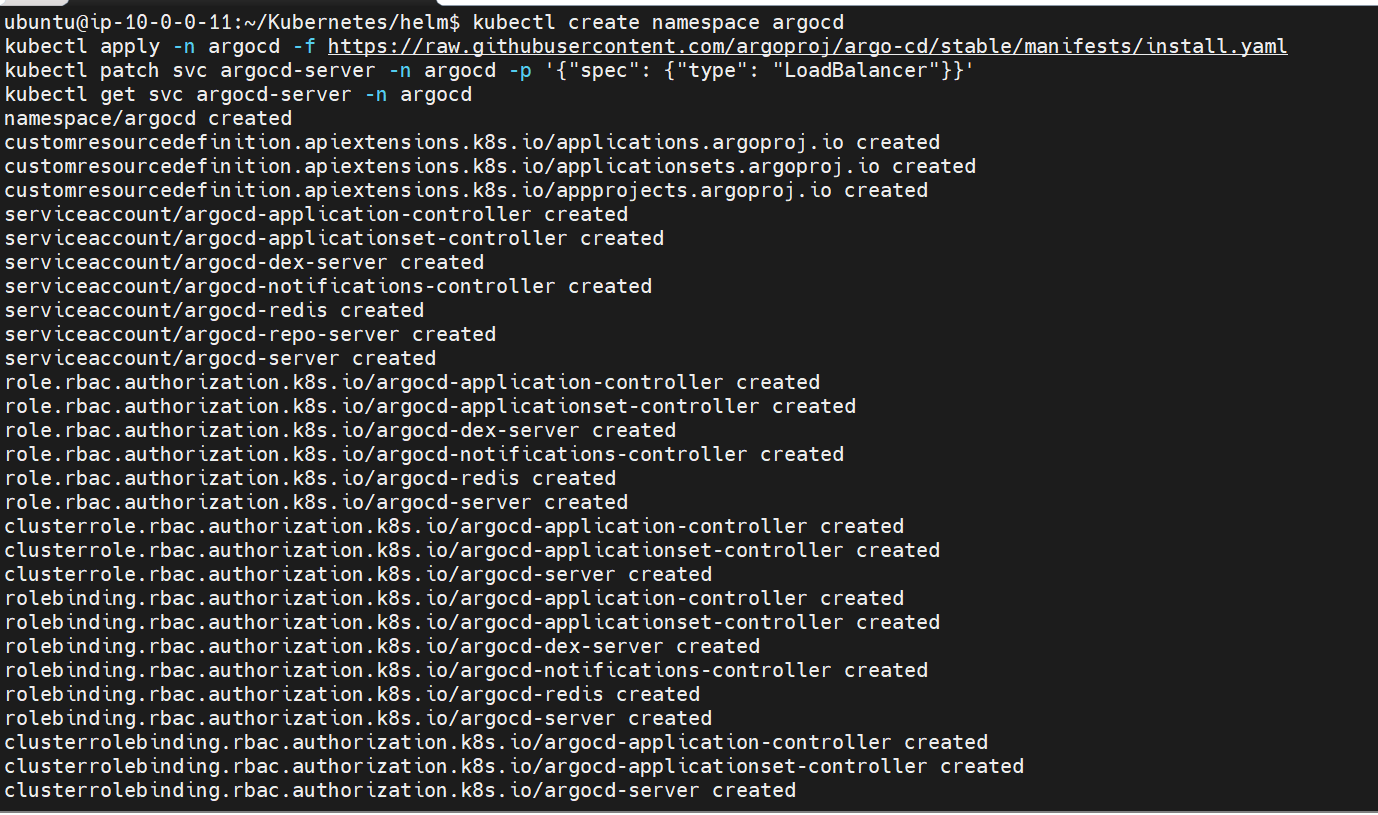 ubuntu@ip-10-0-0-11:~/Kubernetes/helm$ kubectl create namespace argocd
kubectl apply -n argocd -f https://raw.githubusercontent.com/argoproj/argo-cd/stable/manifests/install.yaml
kubectl patch svc argocd-server -n argocd -p '{"spec": {"type": "LoadBalancer"}}'
kubectl get svc argocd-server -n argocd
namespace/argocd created
customresourcedefinition.apiextensions.k8s.io/applications.argoproj.io created
customresourcedefinition.apiextensions.k8s.io/applicationsets.argoproj.io created
customresourcedefinition.apiextensions.k8s.io/appprojects.argoproj.io created
serviceaccount/argocd-application-controller created
serviceaccount/argocd-applicationset-controller created
serviceaccount/argocd-dex-server created
serviceaccount/argocd-notifications-controller created
serviceaccount/argocd-redis created
serviceaccount/argocd-repo-server created
serviceaccount/argocd-server created
role.rbac.authorization.k8s.io/argocd-application-controller created
role.rbac.authorization.k8s.io/argocd-applicationset-controller created
role.rbac.authorization.k8s.io/argocd-dex-server created
role.rbac.authorization.k8s.io/argocd-notifications-controller created
role.rbac.authorization.k8s.io/argocd-redis created
role.rbac.authorization.k8s.io/argocd-server created
clusterrole.rbac.authorization.k8s.io/argocd-application-controller created
clusterrole.rbac.authorization.k8s.io/argocd-applicationset-controller created
clusterrole.rbac.authorization.k8s.io/argocd-server created
rolebinding.rbac.authorization.k8s.io/argocd-application-controller created
rolebinding.rbac.authorization.k8s.io/argocd-applicationset-controller created
rolebinding.rbac.authorization.k8s.io/argocd-dex-server created
rolebinding.rbac.authorization.k8s.io/argocd-notifications-controller created
rolebinding.rbac.authorization.k8s.io/argocd-redis created
rolebinding.rbac.authorization.k8s.io/argocd-server created
clusterrolebinding.rbac.authorization.k8s.io/argocd-application-controller created
clusterrolebinding.rbac.authorization.k8s.io/argocd-applicationset-controller created
clusterrolebinding.rbac.authorization.k8s.io/argocd-server created